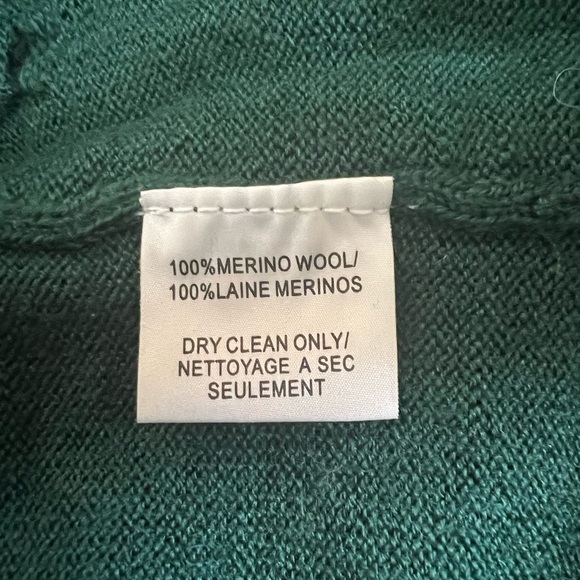 100%MERINO WOOL/
100%LAINE MERINOS
DRY CLEAN ONLY/
NETTOYAGE A SEC
SEULEMENT